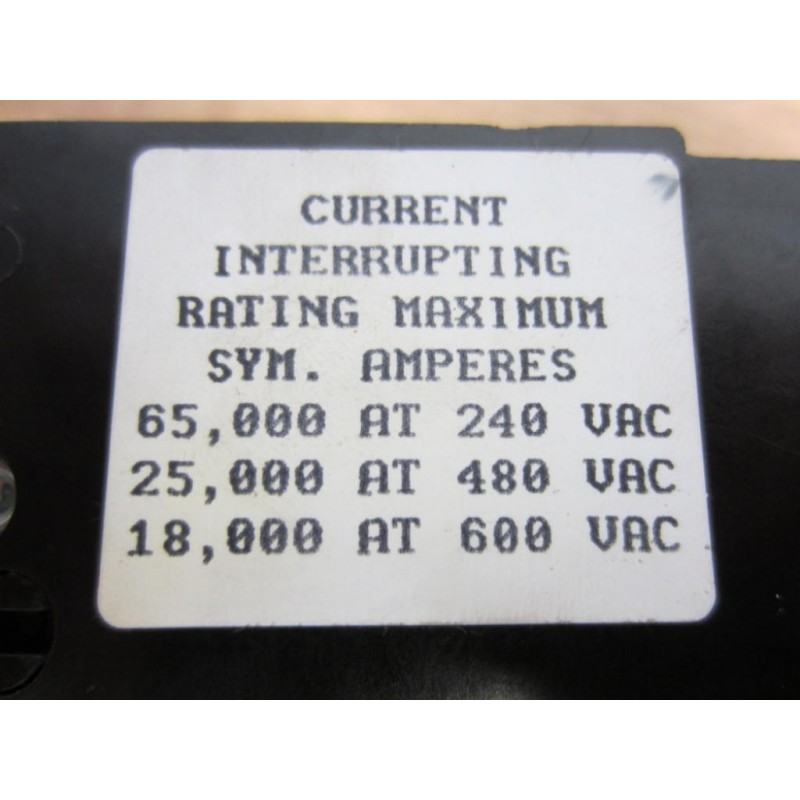 CURRENT
INTERRUPTING
RATING MAXIMUM
SYM. AMPERES
65,000 AT 240 VAC
25,000 AT 480 VAC
18,000 AT 600 VAC